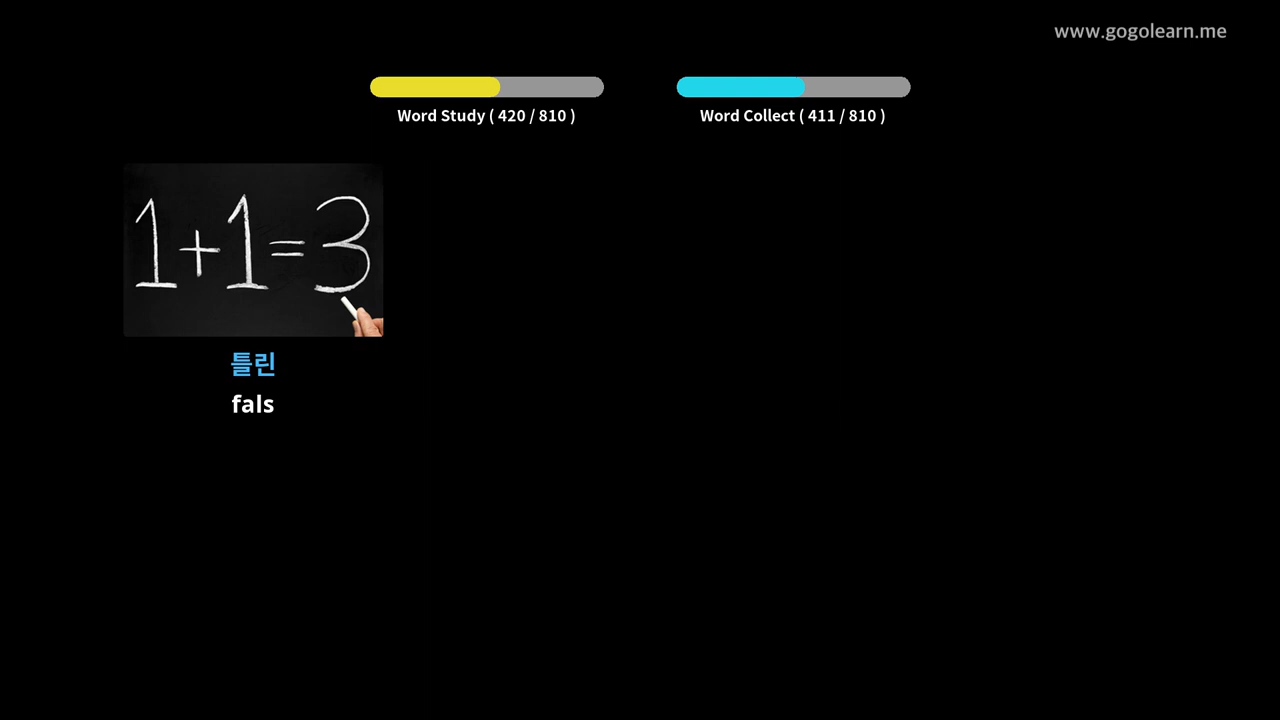 www.gogolearn.me
Word Study ( 420 / 810 )
Word Collect ( 411 / 810 )
1+1=3
틀린
fals